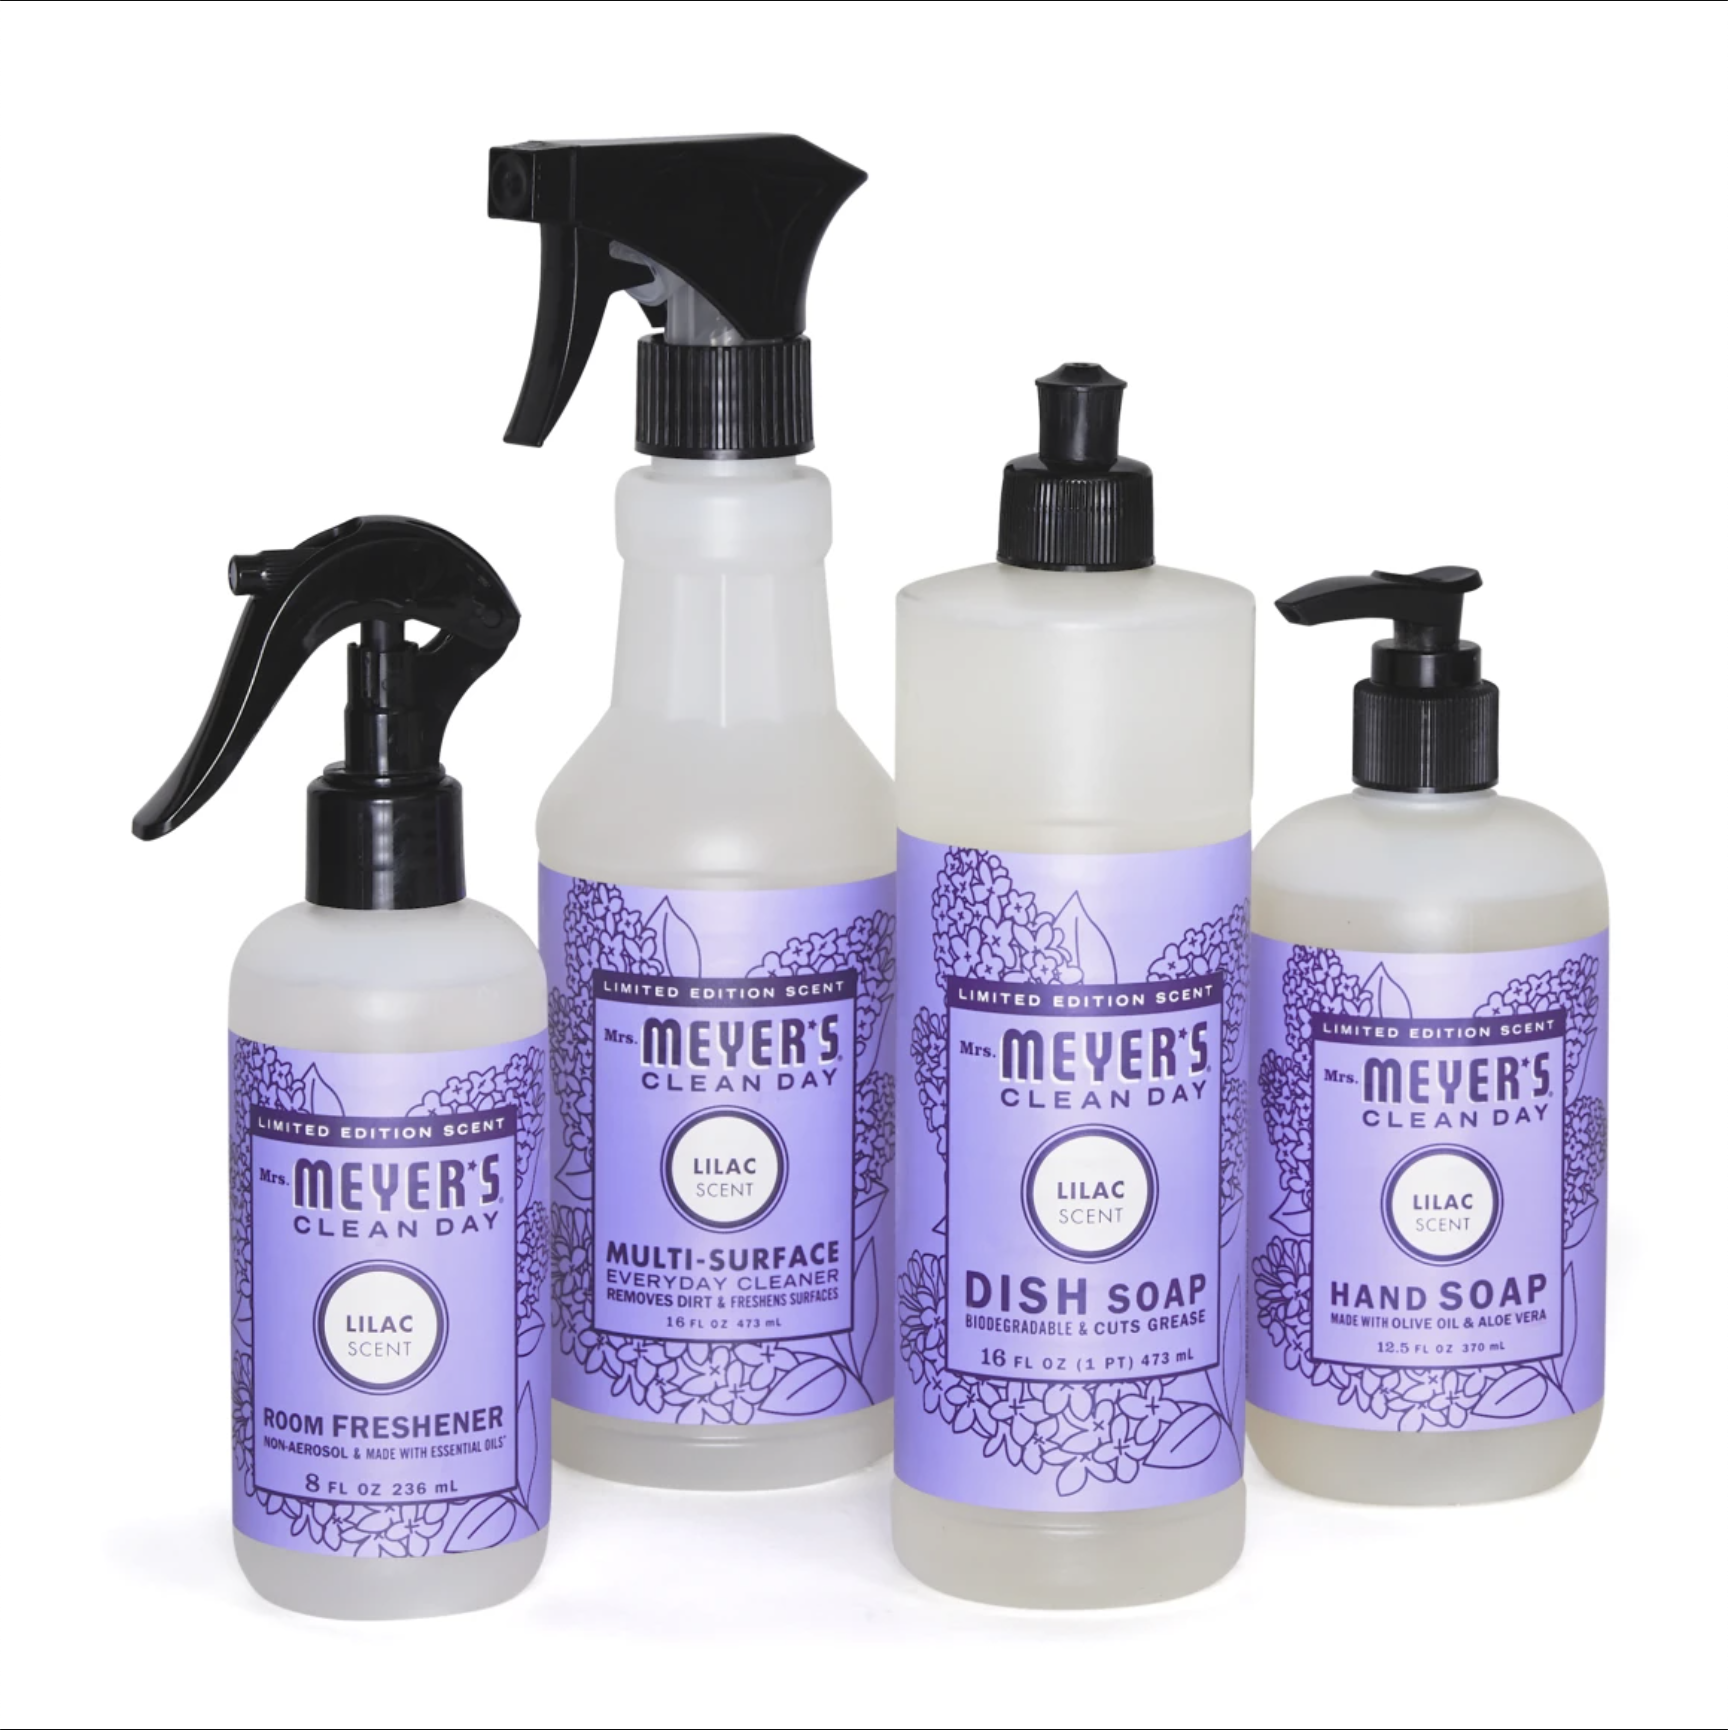 LIMITED EDITION SCENT
Mrs. MEYER'S
CLEAN DAY
LILAC
SCENT
ROOM FRESHENER
NON-AEROSOL & MADE WITH ESSENTIAL OILS*
8 FL OZ 236 mL
LIMITED EDITION SCENT
Mrs. MEYER'S
CLEAN DAY
LILAC
SCENT
MULTI-SURFACE
EVERYDAY CLEANER
REMOVES DIRT & FRESHENS SURFACES
16 FL OZ 473 mL
LIMITED EDITION SCENT
Mrs. MEYER'S
CLEAN DAY
LILAC
SCENT
DISH SOAP
BIODEGRADABLE & CUTS GREASE
16 FL OZ (1 PT) 473 mL
LIMITED EDITION SCENT
Mrs. MEYER'S
CLEAN DAY
LILAC
SCENT
HAND SOAP
MADE WITH OLIVE OIL & ALOE VERA
12.5 FL OZ 370 mL